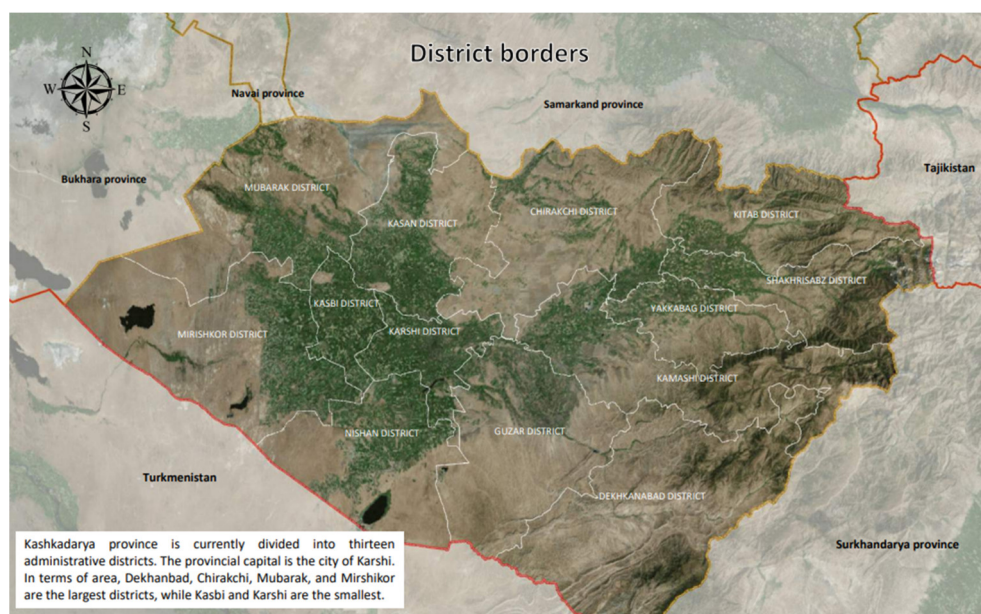 District borders
N
W E
S
Navai province
Samarkand province
Tajikistan
Bukhara province
MUBARAK DISTRICT
KASAN DISTRICT
CHIRAKCHI DISTRICT
KITAB DISTRICT
SHAKHRISABZ DISTRICT
KASBI DISTRICT
YAKKABAG DISTRICT
MIRISHKOR DISTRICT
KARSHI DISTRICT
KAMASHI DISTRICT
NISHAN DISTRICT
GUZAR DISTRICT
Turkmenistan
DEKHKANABAD DISTRICT
Surkhandarya province
Kashkadarya province is currently divided into thirteen
administrative districts. The provincial capital is the city of Karshi.
In terms of area, Dekhanbad, Chirakchi, Mubarak, and Mirshikor
are the largest districts, while Kasbi and Karshi are the smallest.